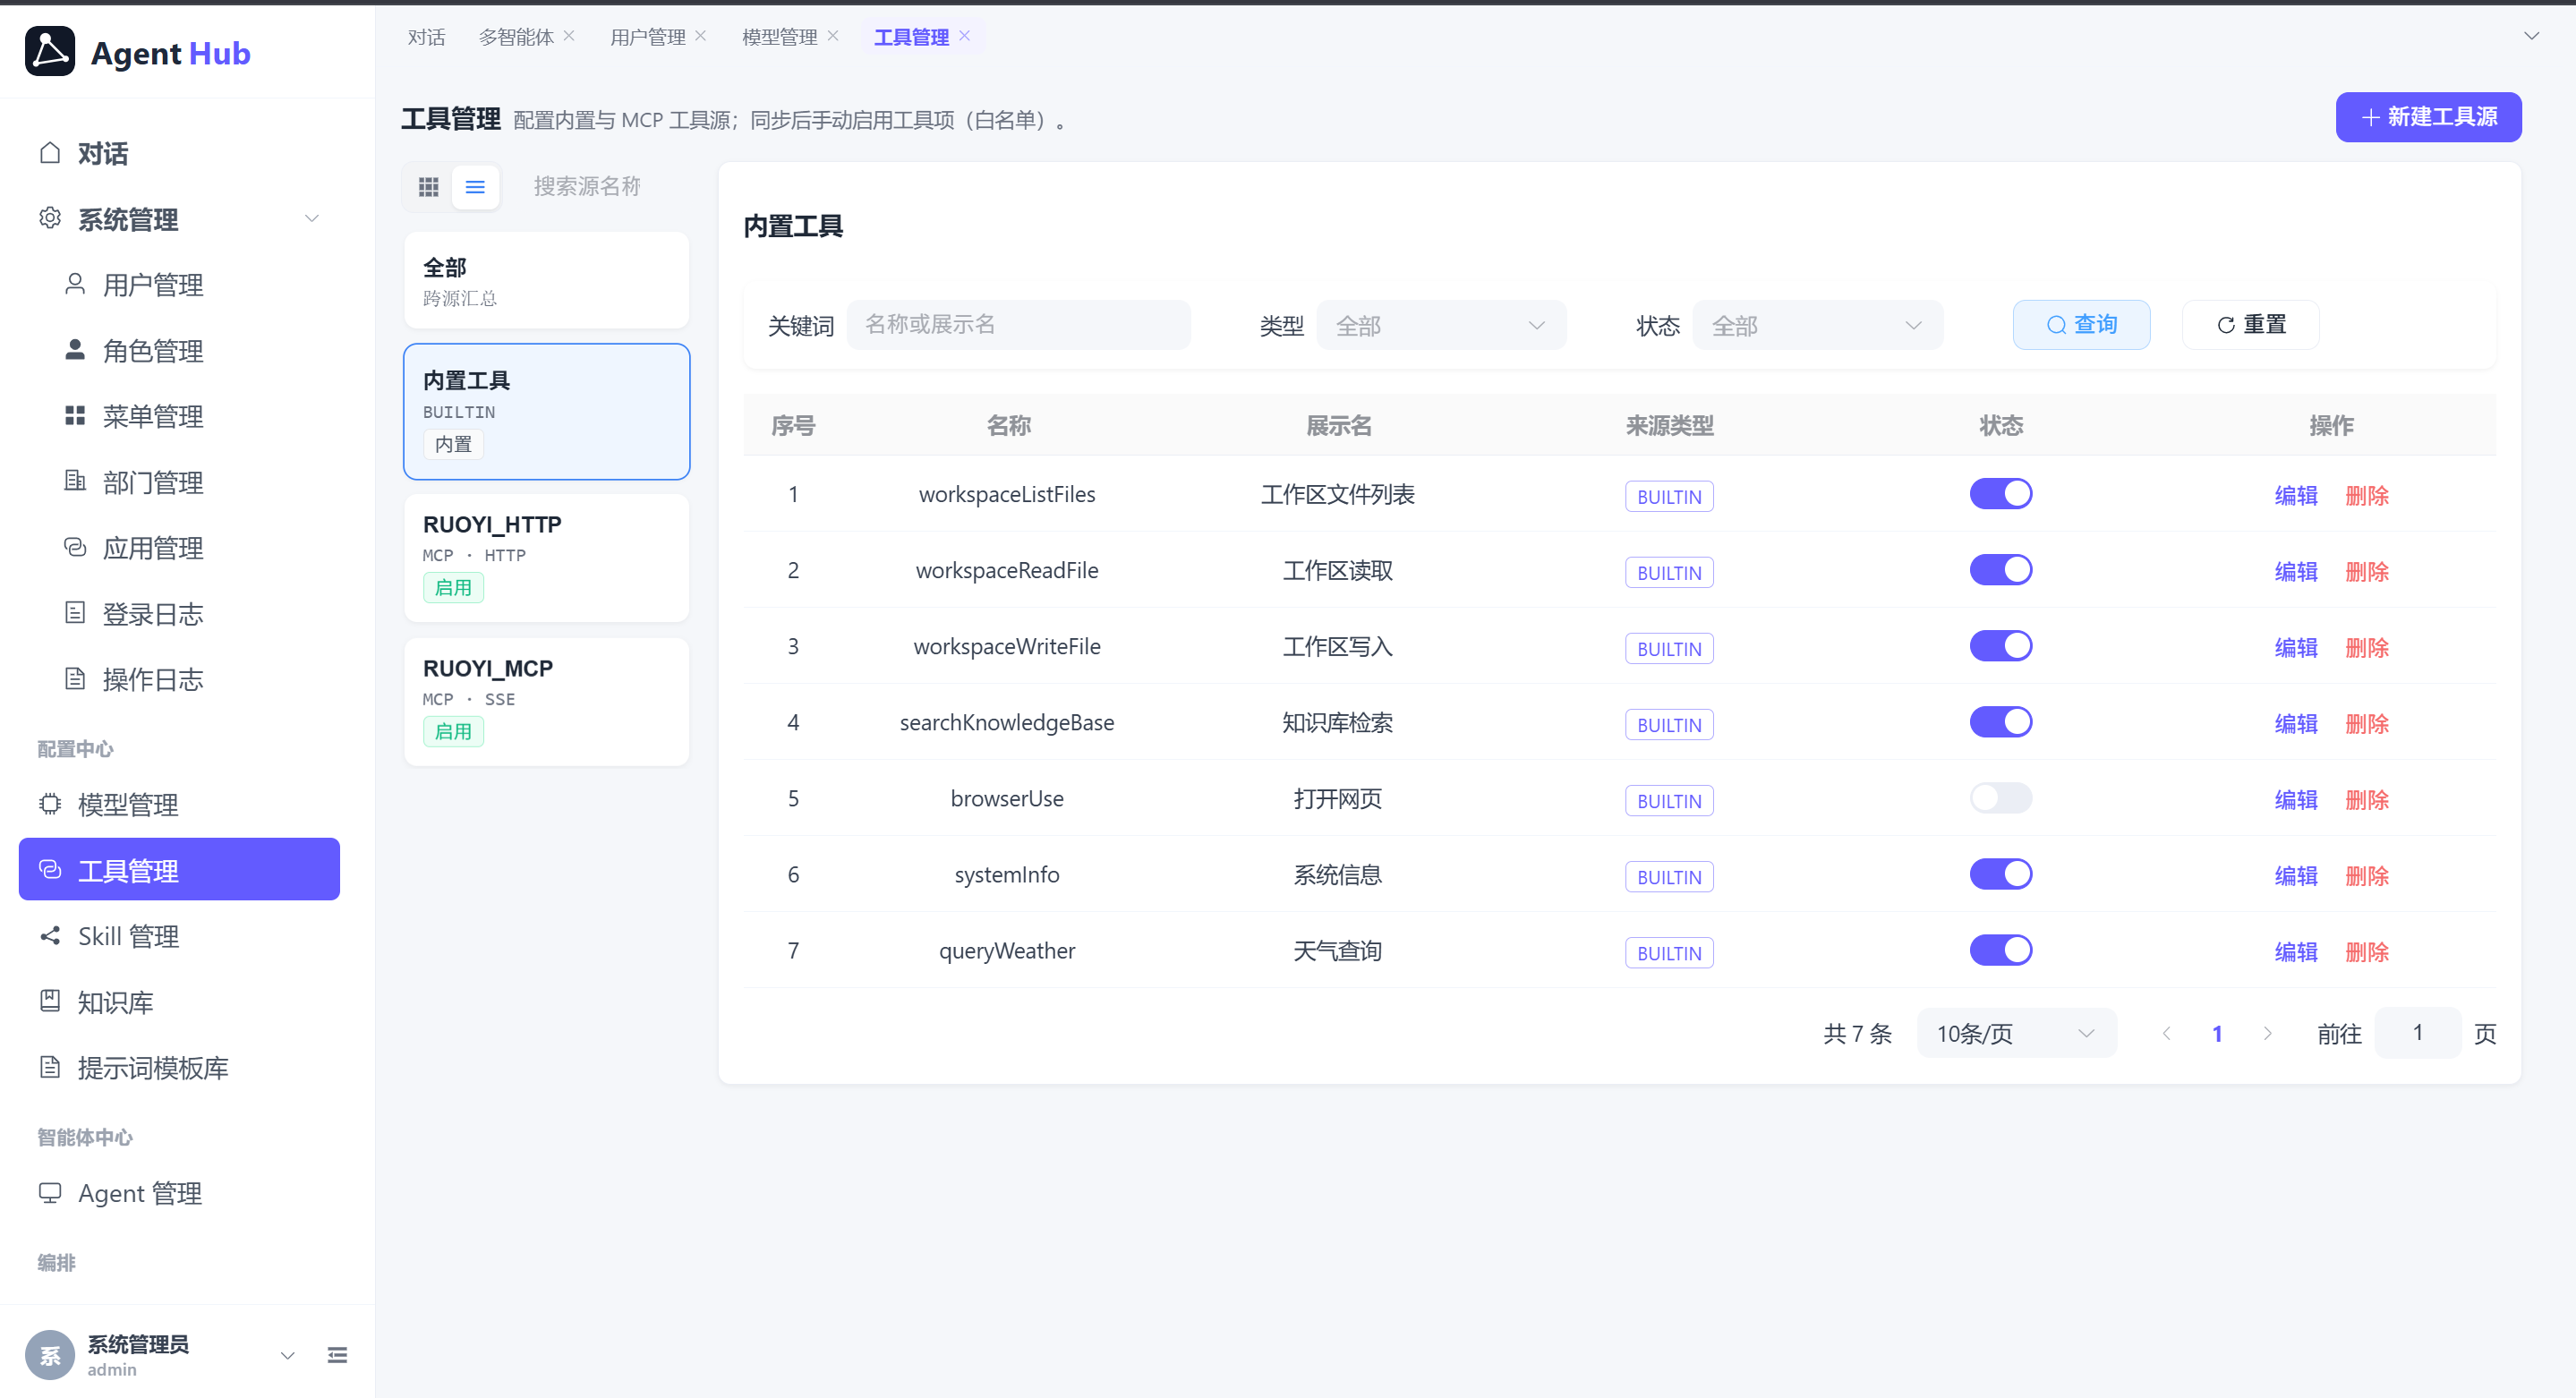 Agent Hub
对话
系统管理
用户管理
角色管理
菜单管理
部门管理
应用管理
登录日志
操作日志
配置中心
模型管理
工具管理
Skill 管理
知识库
提示词模板库
智能体中心
Agent 管理
编排
系
系统管理员
admin
对话 多智能体 用户管理 模型管理 工具管理
工具管理 配置内置与 MCP 工具源；同步后手动启用工具项（白名单）。
新建工具源
搜索源名称
全部
跨源汇总
内置工具
BUILTIN
内置
RUOYI_HTTP
MCP · HTTP
启用
RUOYI_MCP
MCP · SSE
启用
内置工具
关键词 名称或展示名 类型 全部 状态 全部 查询 重置
序号 名称 展示名 来源类型 状态 操作
1 workspaceListFiles 工作区文件列表 BUILTIN 编辑 删除
2 workspaceReadFile 工作区读取 BUILTIN 编辑 删除
3 workspaceWriteFile 工作区写入 BUILTIN 编辑 删除
4 searchKnowledgeBase 知识库检索 BUILTIN 编辑 删除
5 browserUse 打开网页 BUILTIN 编辑 删除
6 systemInfo 系统信息 BUILTIN 编辑 删除
7 queryWeather 天气查询 BUILTIN 编辑 删除
共 7 条 10条/页 1 前往 1 页